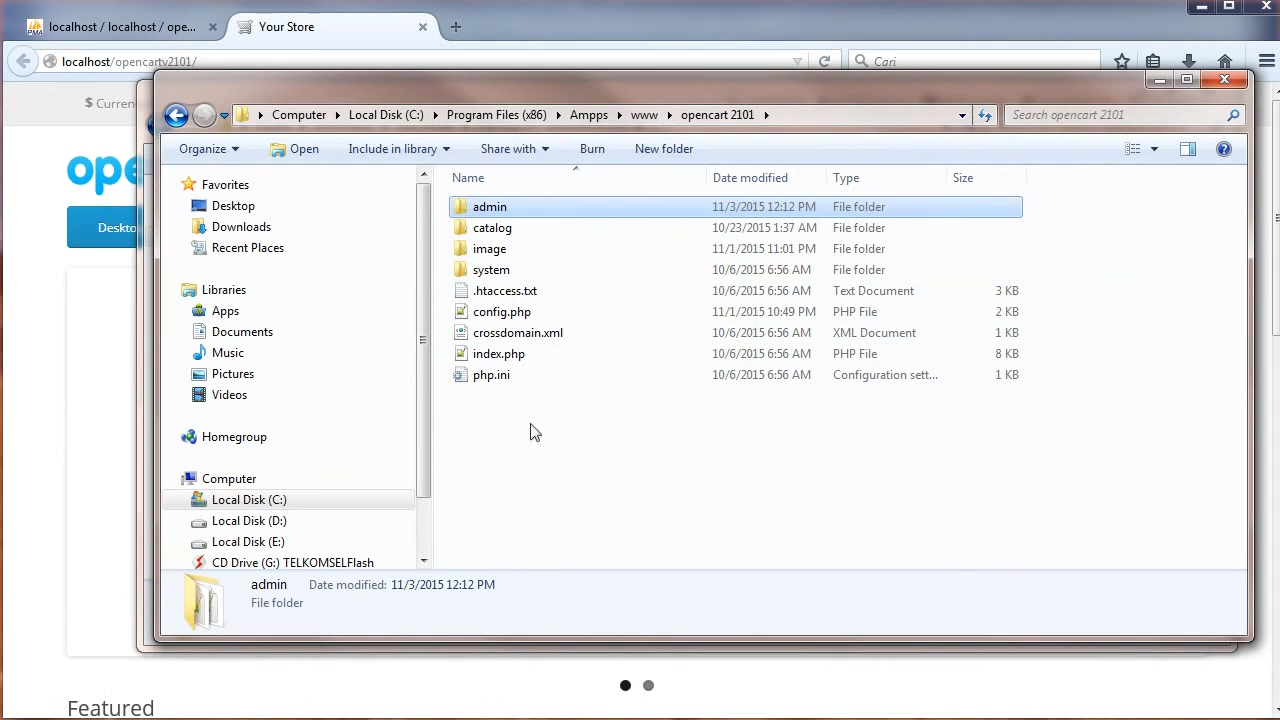 localhost / localhost / ope...
Your Store
localhost/opencartv2101/
Cari
$ Curren
ope
Deskto
Computer
Local Disk (C:)
Program Files (x86)
Ampps
www
opencart 2101
Search opencart 2101
Organize
Open
Include in library
Share with
Burn
New folder
Favorites
Desktop
Downloads
Recent Places
Libraries
Apps
Documents
Music
Pictures
Videos
Homegroup
Computer
Local Disk (C:)
Local Disk (D:)
Local Disk (E:)
CD Drive (G:) TELKOMSELFlash
Name Date modified Type Size
admin 11/3/2015 12:12 PM File folder
catalog 10/23/2015 1:37 AM File folder
image 11/1/2015 11:01 PM File folder
system 10/6/2015 6:56 AM File folder
.htaccess.txt 10/6/2015 6:56 AM Text Document 3 KB
config.php 11/1/2015 10:49 PM PHP File 2 KB
crossdomain.xml 10/6/2015 6:56 AM XML Document 1 KB
index.php 10/6/2015 6:56 AM PHP File 8 KB
php.ini 10/6/2015 6:56 AM Configuration sett... 1 KB
admin Date modified: 11/3/2015 12:12 PM
File folder
Featured